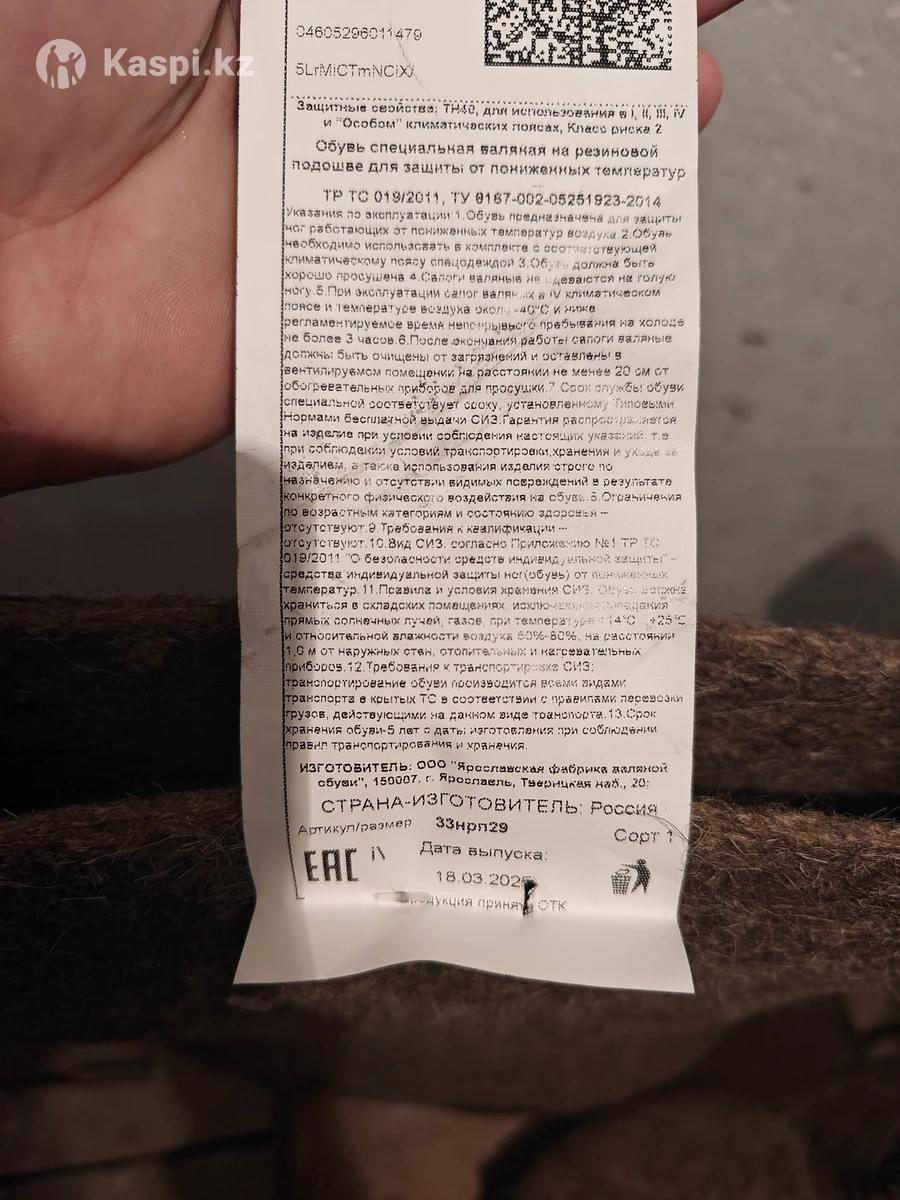 Kaspi.kz
04605296011479
5LrMiCTmNCiX/
Защитные свойства: ТН40, для использования в I, II, III, IV
и "Особом" климатических поясах, Класс риска 2
Обувь специальная валяная на резиновой
подошве для защиты от пониженных температур
ТР ТС 019/2011, ТУ 8167-002-05251923-2014
Указания по эксплуатации 1.Обувь предназначена для защиты
ног работающих от пониженных температур воздуха.2.Обувь
необходимо использовать в комплекте с соответствующей
климатическому поясу спецодеждой 3.Обувь должна быть
хорошо просушена 4.Сапоги валяные не одеваются на голую
ногу.5.При эксплуатации сапог валяных в IV климатическом
поясе и температуре воздуха около -40°С и ниже
регламентируемое время непрерывного пребывания на холоде
не более 3 часов.6.После окончания работы сапоги валяные
должны быть очищены от загрязнений и оставлены в
вентилируемом помещении на расстоянии не менее 20 см от
обогревательных приборов для просушки.7.Срок службы обуви
специальной соответствует сроку, установленному Типовыми
Нормами бесплатной выдачи СИЗ.Гарантия распространяется
на изделие при условии соблюдения настоящих указаний, т.е
при соблюдении условий транспортировки,хранения и ухода за
изделием, а также использования изделия строго по
назначению и отсутствии видимых повреждений в результате
конкретного физического воздействия на обувь.8.Ограничения
по возрастным категориям и состоянию здоровья –
отсутствуют.9.Требования к квалификации –
отсутствуют.10.Вид СИЗ. согласно Приложению №1 ТР ТС
019/2011 "О безопасности средств индивидуальной защиты" -
средства индивидуальной защиты ног(обувь) от пониженных
температур.11.Правила и условия хранения СИЗ: Обувь должна
храниться в складских помещениях, исключающих попадания
прямых солнечных лучей, газов, при температуре +14°С - +25°С
и относительной влажности воздуха 50%-80%, на расстоянии
1,0 м от наружных стен, отопительных и нагревательных
приборов.12.Требования к транспортировке СИЗ:
транспортирование обуви производится всеми видами
транспорта в крытых ТС в соответствии с правилами перевозки
грузов, действующими на данном виде транспорта.13.Срок
хранения обуви-5 лет с даты изготовления при соблюдении
правил транспортирования и хранения.
ИЗГОТОВИТЕЛЬ: ООО "Ярославская фабрика валяной
обуви", 150007, г. Ярославль, Тверицкая наб., 20;
СТРАНА-ИЗГОТОВИТЕЛЬ: Россия
Артикул/размер 33нрп29 Сорт 1
EAC Дата выпуска:
18.03.202
принята ОТК